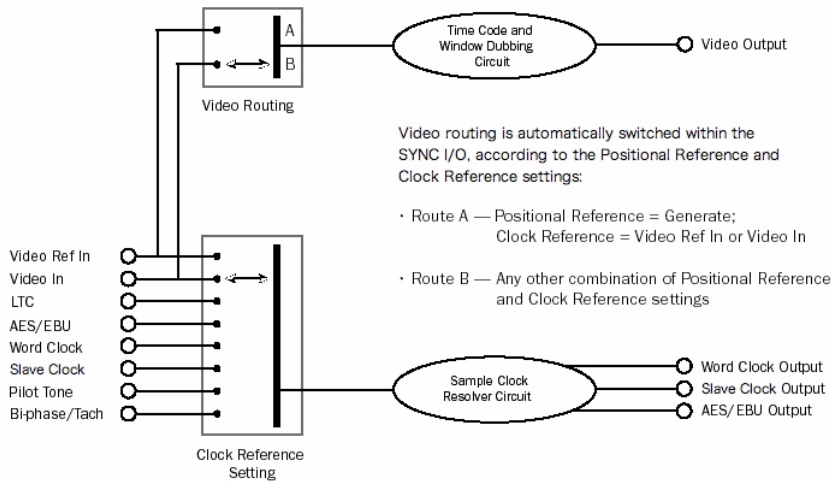 A
B
Video Routing
Time Code and
Window Dubbing
Circuit
Video Output
Video routing is automatically switched within the
SYNC I/O, according to the Positional Reference and
Clock Reference settings:
· Route A — Positional Reference = Generate;
Clock Reference = Video Ref In or Video In
· Route B — Any other combination of Positional Reference
and Clock Reference settings
Video Ref In
Video In
LTC
AES/EBU
Word Clock
Slave Clock
Pilot Tone
Bi-phase/Tach
Clock Reference
Setting
Sample Clock
Resolver Circuit
Word Clock Output
Slave Clock Output
AES/EBU Output